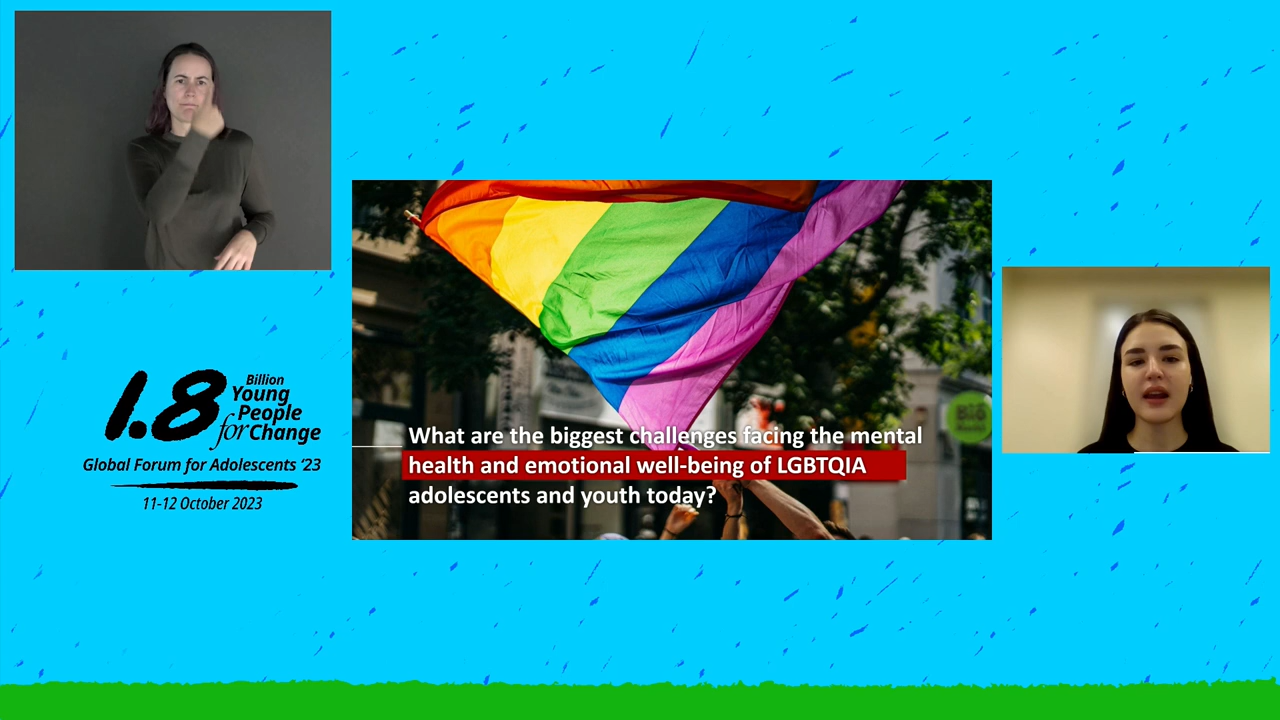 1.8
Billion
Young
People
for Change
Global Forum for Adolescents ‘23
11-12 October 2023
What are the biggest challenges facing the mental
health and emotional well-being of LGBTQIA
adolescents and youth today?
BIG